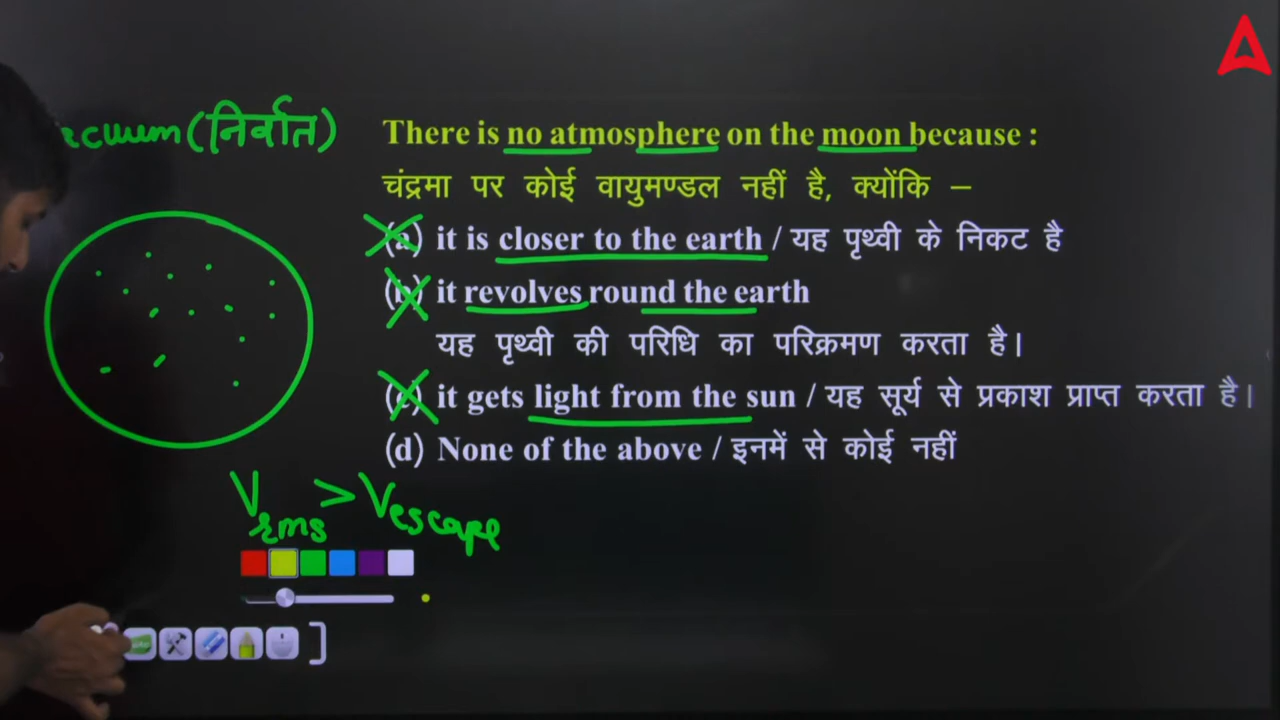 (निर्वात)
There is no atmosphere on the moon because :
चंद्रमा पर कोई वायुमण्डल नहीं है, क्योंकि –
(a) it is closer to the earth / यह पृथ्वी के निकट है
(b) it revolves round the earth
यह पृथ्वी की परिधि का परिक्रमण करता है।
(c) it gets light from the sun / यह सूर्य से प्रकाश प्राप्त करता है।
(d) None of the above / इनमें से कोई नहीं
Vrms > Vescape